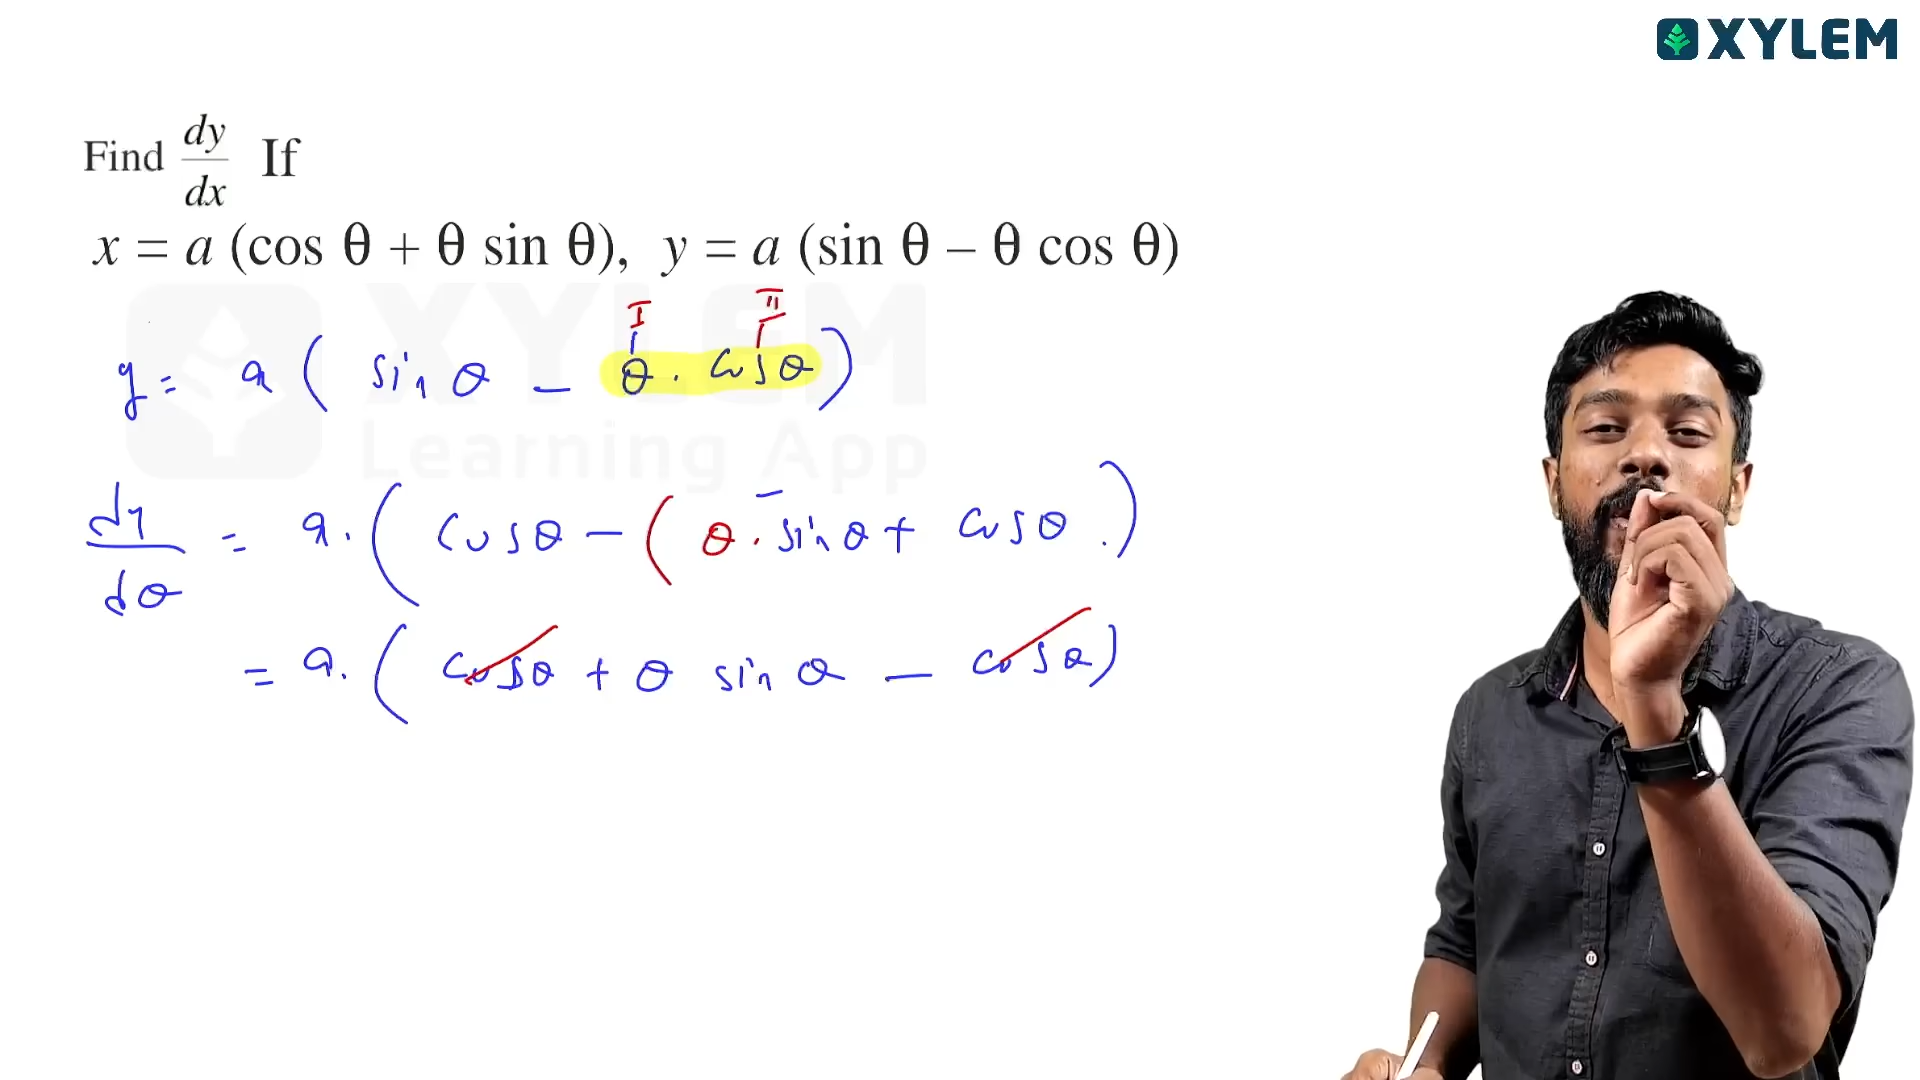 XYLEM
Find dy/dx If
x = a (cos θ + θ sin θ), y = a (sin θ – θ cos θ)
I II
y = a ( sin θ – θ . cos θ )
XYLEM
Learning App
dy/dθ = a . ( cos θ – ( θ . – sin θ + cos θ . )
= a . ( cos θ + θ sin θ – cos θ )